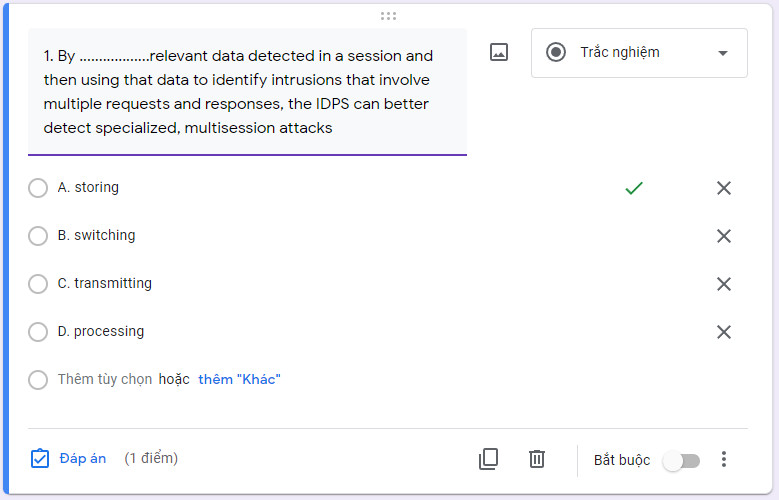 1. By ..................relevant data detected in a session and
then using that data to identify intrusions that involve
multiple requests and responses, the IDPS can better
detect specialized, multisession attacks
Trắc nghiệm
A. storing
B. switching
C. transmitting
D. processing
Thêm tùy chọn hoặc thêm "Khác"
Đáp án (1 điểm)
Bắt buộc